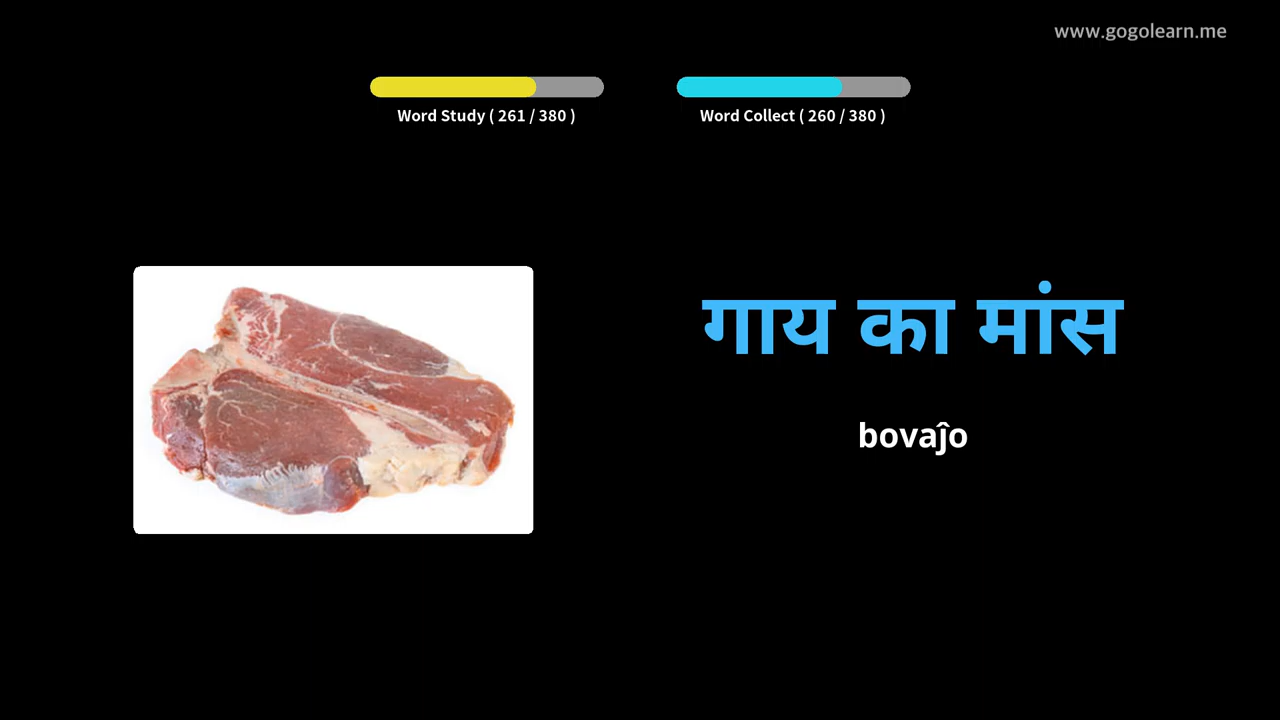 www.gogolearn.me
Word Study ( 261 / 380 )
Word Collect ( 260 / 380 )
गाय का मांस
bovaĵo